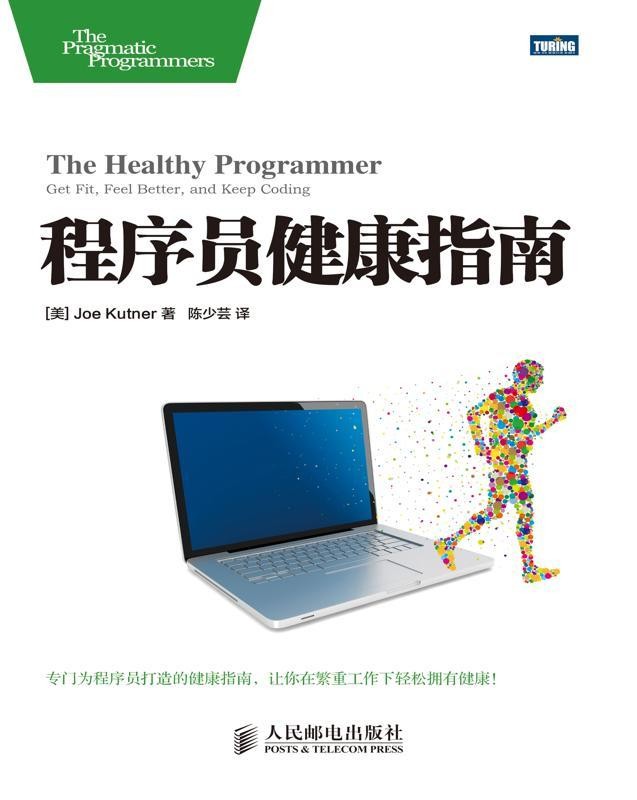 The
Pragmatic
Programmers
TURING
The Healthy Programmer
Get Fit, Feel Better, and Keep Coding
程序员健康指南
[美] Joe Kutner 著 陈少芸 译
专门为程序员打造的健康指南，让你在繁重工作下轻松拥有健康！
人民邮电出版社
POSTS & TELECOM PRESS